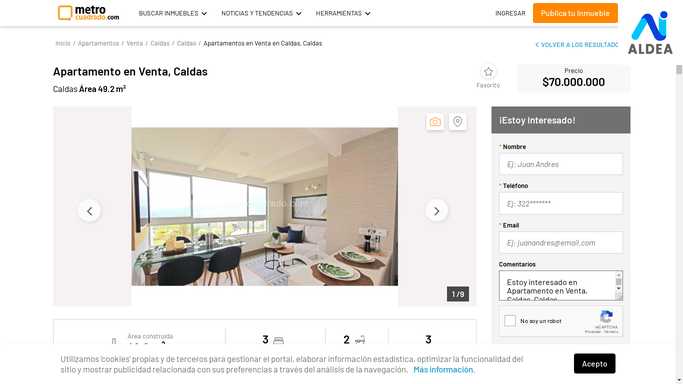 metro
cuadrado.com
BUSCAR INMUEBLES
NOTICIAS Y TENDENCIAS
HERRAMIENTAS
INGRESAR
Publica tu Inmueble
AI
ALDEA
Inicio / Apartamentos / Venta / Caldas / Caldas / Apartamentos en Venta en Caldas, Caldas
VOLVER A LOS RESULTADO
Apartamento en Venta, Caldas
Caldas Área 49.2 m²
Favorito
Precio
$70.000.000
¡Estoy Interesado!
* Nombre
Ej: Juan Andres
* Teléfono
Ej: 322*******
* Email
Ej: juanandres@email.com
Comentarios
Estoy interesado en
Apartamento en Venta,
Caldas, Caldas
1 / 9
No soy un robot
reCAPTCHA
Privacidad - Términos
Área construida
3
2
3
Utilizamos 'cookies' propias y de terceros para gestionar el portal, elaborar información estadística, optimizar la funcionalidad del
sitio y mostrar publicidad relacionada con sus preferencias a través del análisis de la navegación. Más información.
Acepto